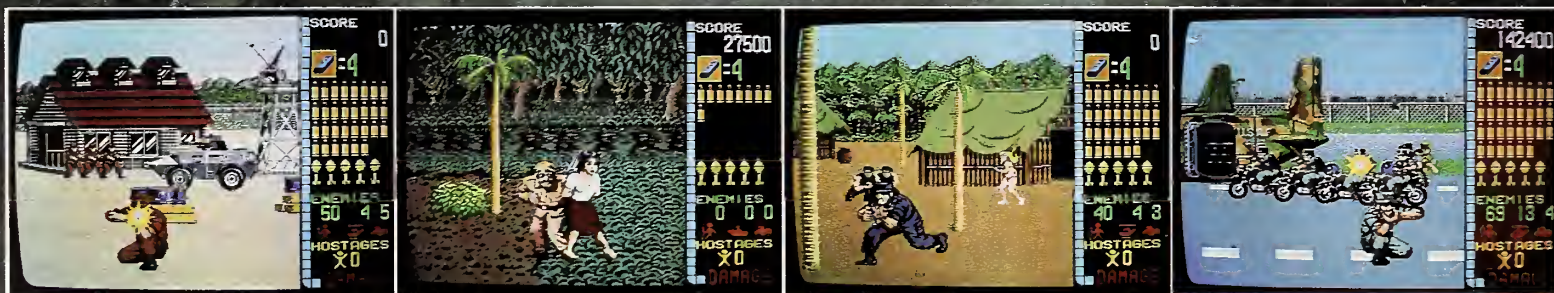 SCORE
0
=4
ENEMIES
50 4 5
HOSTAGES
0
DAMAGE
SCORE
27500
=4
ENEMIES
0 0 0
HOSTAGES
0
DAMAGE
SCORE
0
=4
ENEMIES
40 4 3
HOSTAGES
0
DAMAGE
SCORE
142400
=4
ENEMIES
69 13 4
HOSTAGES
0
DAMAGE